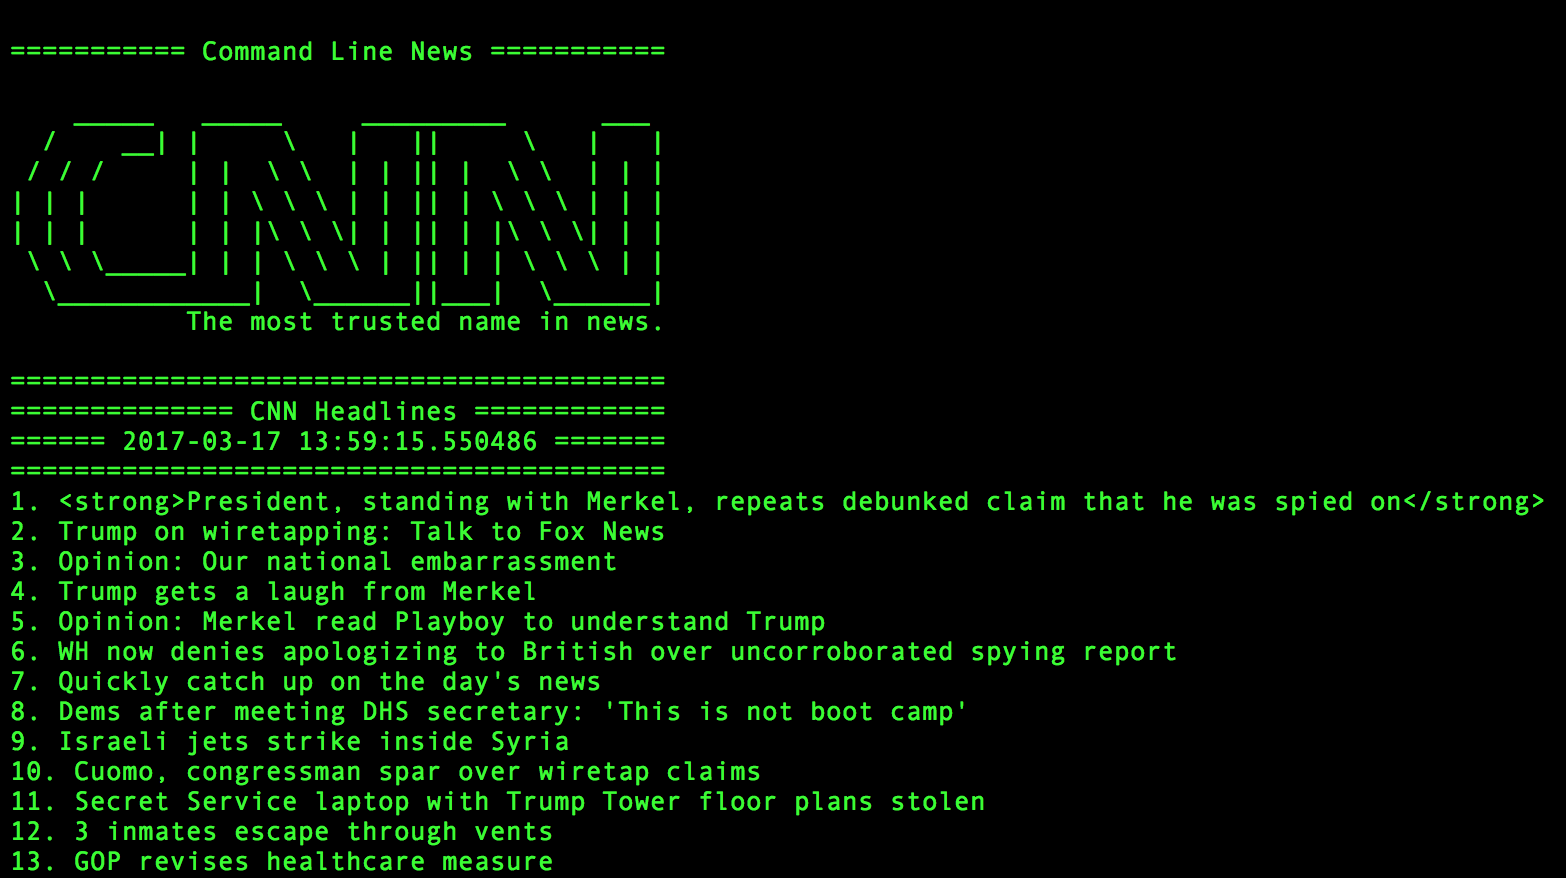 =========== Command Line News ===========
CNN
The most trusted name in news.
=========================================
============== CNN Headlines ============
====== 2017-03-17 13:59:15.550486 =======
=========================================
1. <strong>President, standing with Merkel, repeats debunked claim that he was spied on</strong>
2. Trump on wiretapping: Talk to Fox News
3. Opinion: Our national embarrassment
4. Trump gets a laugh from Merkel
5. Opinion: Merkel read Playboy to understand Trump
6. WH now denies apologizing to British over uncorroborated spying report
7. Quickly catch up on the day's news
8. Dems after meeting DHS secretary: 'This is not boot camp'
9. Israeli jets strike inside Syria
10. Cuomo, congressman spar over wiretap claims
11. Secret Service laptop with Trump Tower floor plans stolen
12. 3 inmates escape through vents
13. GOP revises healthcare measure